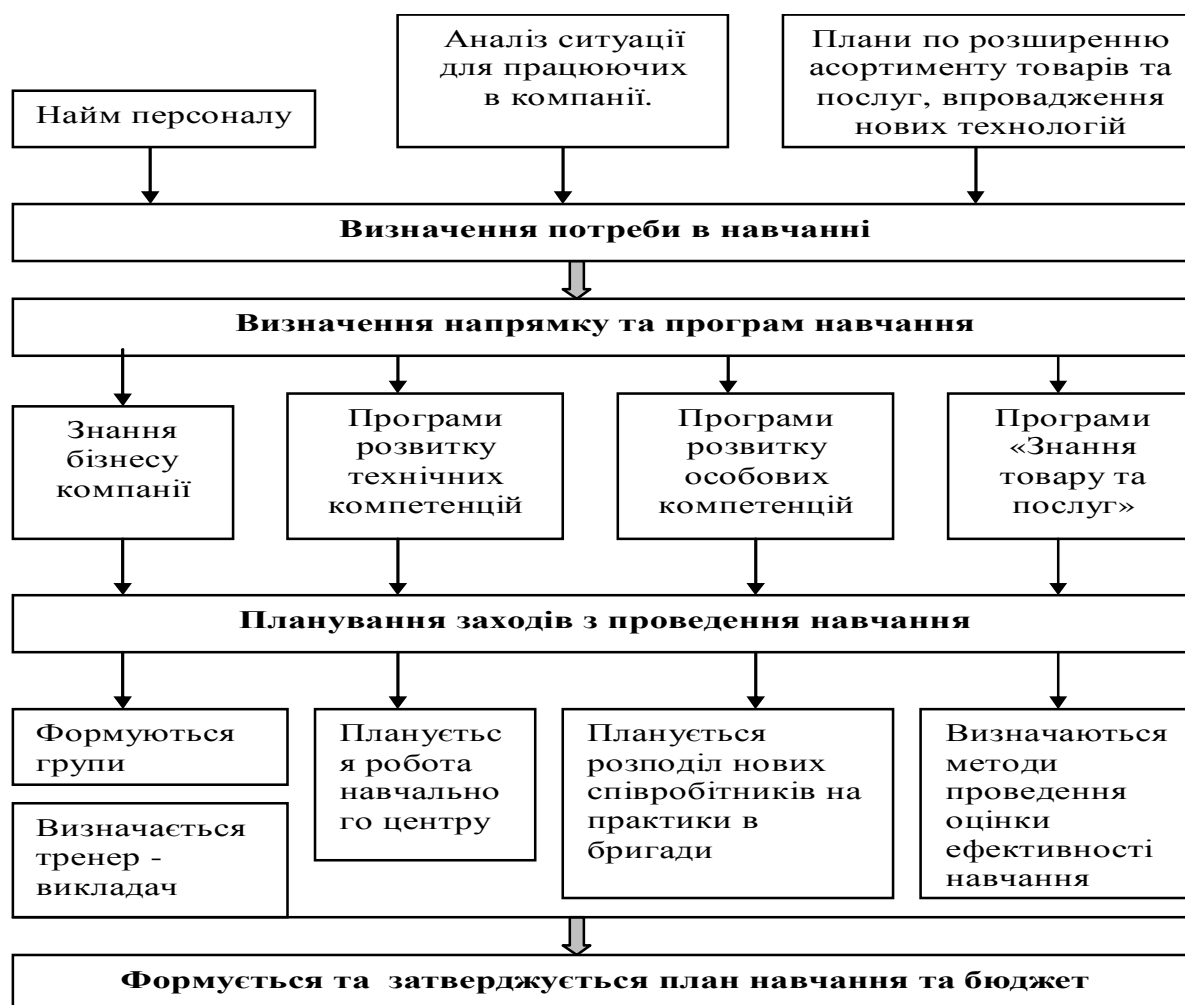 Найм персоналу
Аналіз ситуації
для працюючих
в компанії.
Плани по розширенню
асортименту товарів та
послуг, впровадження
нових технологій
Визначення потреби в навчанні
Визначення напрямку та програм навчання
Знання
бізнесу
компанії
Програми
розвитку
технічних
компетенцій
Програми
розвитку
особових
компетенцій
Програми
«Знання
товару та
послуг»
Планування заходів з проведення навчання
Формуються
групи
Визначається
тренер -
викладач
Плануєтьс
я робота
навчально
го центру
Планується
розподіл нових
співробітників на
практики в
бригади
Визначаються
методи
проведення
оцінки
ефективності
навчання
Формується та затверджується план навчання та бюджет